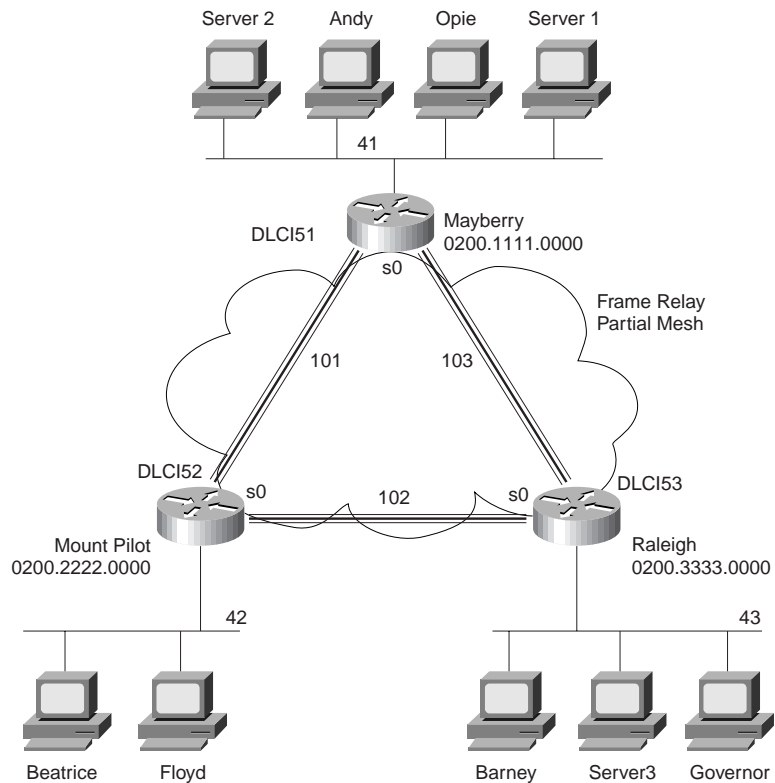 Server 2
Andy
Opie
Server 1
41
DLCI51
Mayberry
0200.1111.0000
s0
Frame Relay
Partial Mesh
101
103
DLCI52
s0
102
s0
DLCI53
Mount Pilot
0200.2222.0000
Raleigh
0200.3333.0000
42
43
Beatrice
Floyd
Barney
Server3
Governor